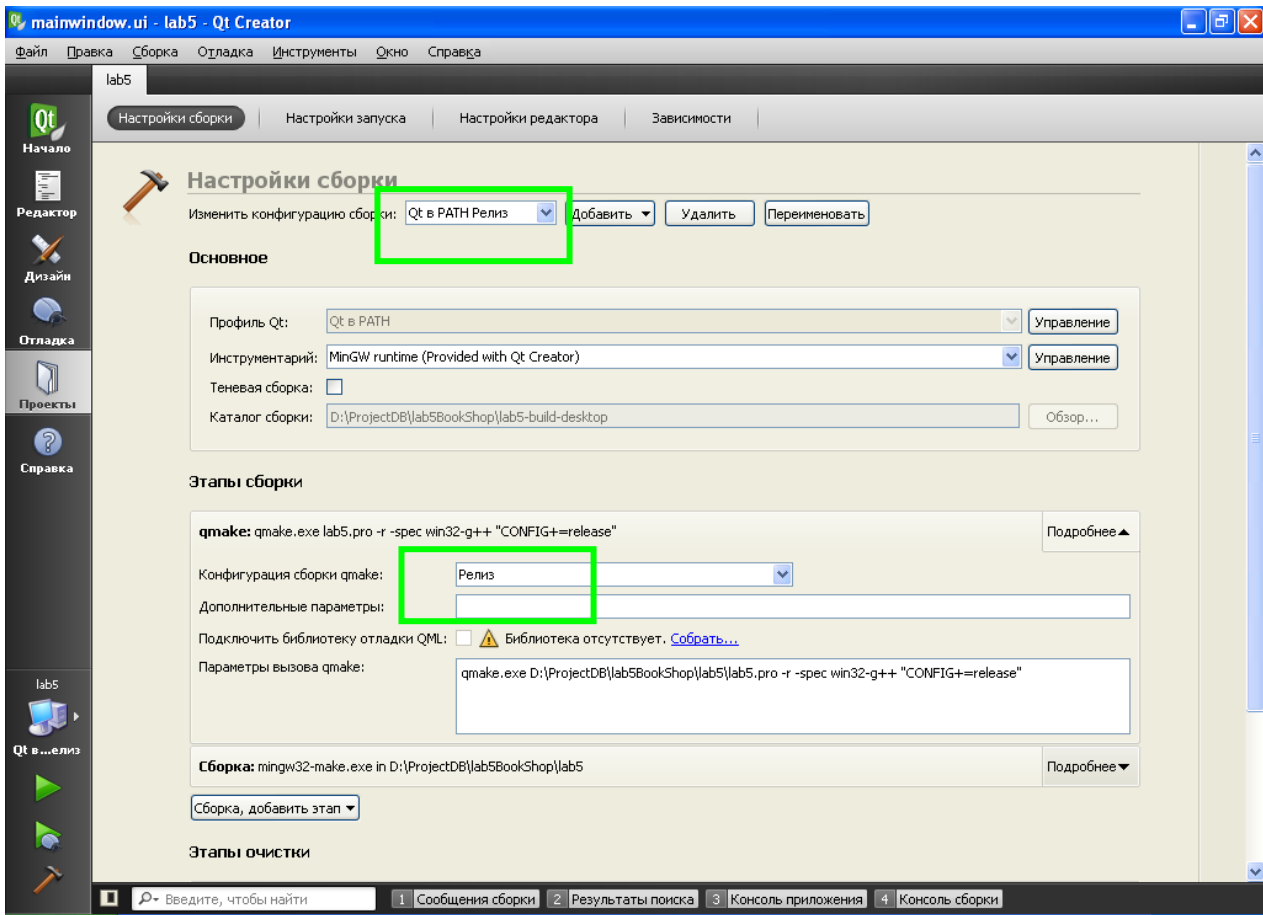 mainwindow.ui - lab5 - Qt Creator
Файл Правка Сборка Отладка Инструменты Окно Справка
lab5
Настройки сборки Настройки запуска Настройки редактора Зависимости
Qt
Начало
Редактор
Дизайн
Отладка
Проекты
Справка
Настройки сборки
Изменить конфигурацию сборки: Qt в PATH Релиз Добавить Удалить Переименовать
Основное
Профиль Qt: Qt в PATH Управление
Инструментарий: MinGW runtime (Provided with Qt Creator) Управление
Теневая сборка:
Каталог сборки: D:\ProjectDB\lab5BookShop\lab5-build-desktop Обзор...
Этапы сборки
qmake: qmake.exe lab5.pro -r -spec win32-g++ "CONFIG+=release" Подробнее
Конфигурация сборки qmake: Релиз
Дополнительные параметры:
Подключить библиотеку отладки QML: Библиотека отсутствует. Собрать...
Параметры вызова qmake: qmake.exe D:\ProjectDB\lab5BookShop\lab5\lab5.pro -r -spec win32-g++ "CONFIG+=release"
Сборка: mingw32-make.exe in D:\ProjectDB\lab5BookShop\lab5 Подробнее
Сборка, добавить этап
Этапы очистки
lab5
Qt в...елиз
Введите, чтобы найти 1 Сообщения сборки 2 Результаты поиска 3 Консоль приложения 4 Консоль сборки